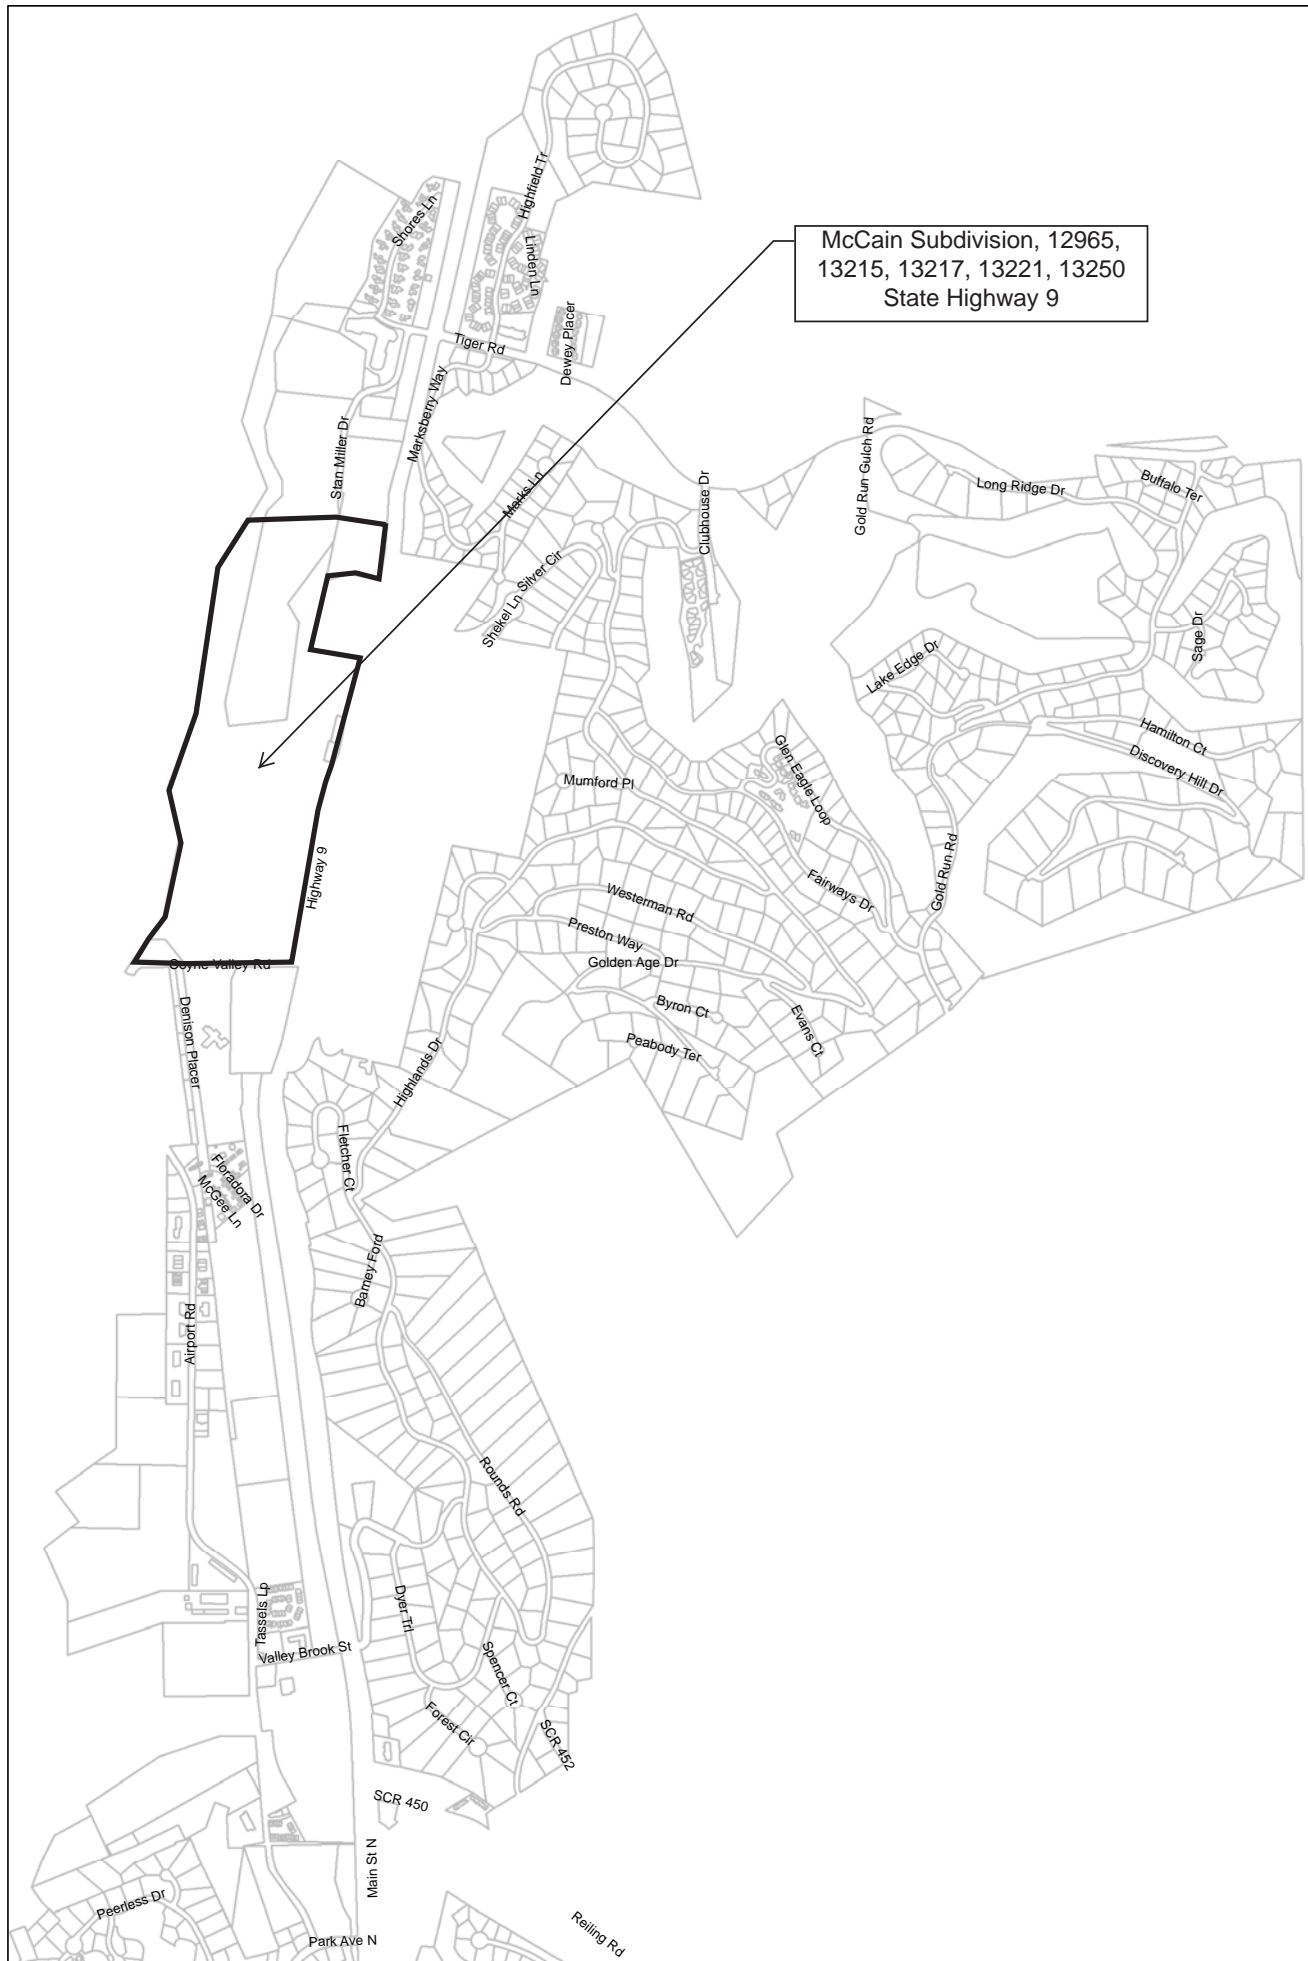 Highfield Tr
Shores Ln
Linden Ln
McCain Subdivision, 12965,
13215, 13217, 13221, 13250
State Highway 9
Dewey Placer
Tiger Rd
Marksberry Way
Stan Miller Dr
Gold Run Gulch Rd
Marks Ln
Clubhouse Dr
Long Ridge Dr
Buffalo Ter
Silver Cir
Shekel Ln
Sage Dr
Lake Edge Dr
Hamilton Ct
Discovery Hill Dr
Glen Eagle Loop
Mumford Pl
Highway 9
Fairways Dr
Gold Run Rd
Westerman Rd
Preston Way
Golden Age Dr
Coyne Valley Rd
Byron Ct
Evans Ct
Peabody Ter
Denison Placer
Highlands Dr
Fletcher Ct
Floradora Dr
McGee Ln
Barney Ford
Airport Rd
Rounds Rd
Tassels Lp
Dyer Trl
Valley Brook St
Spencer Ct
Forest Cir
SCR 452
SCR 450
Main St N
Peerless Dr
Park Ave N
Reiling Rd